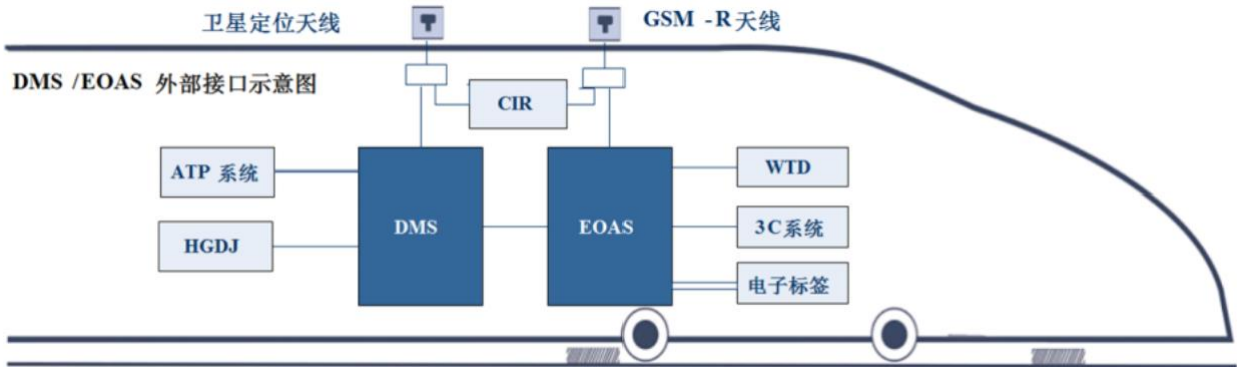 卫星定位天线
GSM -R天线
DMS /EOAS 外部接口示意图
CIR
ATP 系统
WTD
DMS
EOAS
3C系统
HGDJ
电子标签